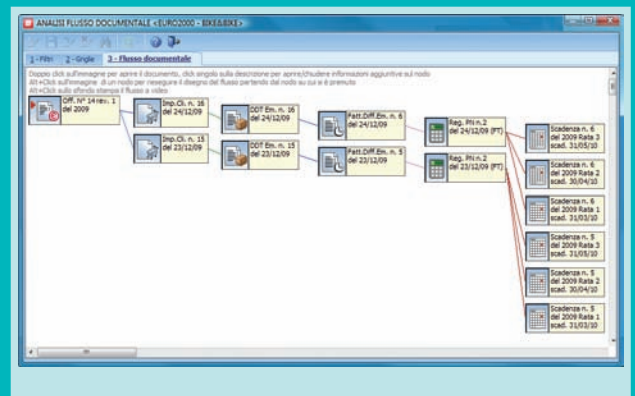 ANALISI FLUSSO DOCUMENTALE <EURO2000 - BIKE&BIKE>
1-Filtri 2-Griglie 3-Flusso documentale
Doppio click sull'immagine per aprire il documento, click singolo sulla descrizione per aprire/chiudere informazioni aggiuntive sul nodo
Alt+Click sull'immagine di un nodo per rieseguire il disegno del flusso partendo dal nodo su cui si è premuto
Alt+Click sullo sfondo stampa il flusso a video
Off. N° 14 rev. 1
del 2009
Imp.Cli. n. 16
del 24/12/09
DDT Em. n. 16
del 24/12/09
Fatt.Diff.Em. n. 6
del 24/12/09
Reg. PN n.2
del 24/12/09 (FT)
Imp.Cli. n. 15
del 23/12/09
DDT Em. n. 15
del 23/12/09
Fatt.Diff.Em. n. 5
del 23/12/09
Reg. PN n.2
del 23/12/09 (FT)
Scadenza n. 6
del 2009 Rata 3
scad. 31/05/10
Scadenza n. 6
del 2009 Rata 2
scad. 30/04/10
Scadenza n. 6
del 2009 Rata 1
scad. 31/03/10
Scadenza n. 5
del 2009 Rata 3
scad. 31/05/10
Scadenza n. 5
del 2009 Rata 2
scad. 30/04/10
Scadenza n. 5
del 2009 Rata 1
scad. 31/03/10